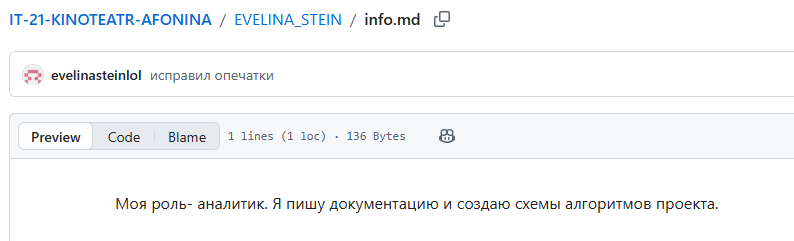 IT-21-KINOTEATR-AFONINA / EVELINA_STEIN / info.md
evelinasteinlol исправил опечатки
Preview Code Blame 1 lines (1 loc) · 136 Bytes
Моя роль- аналитик. Я пишу документацию и создаю схемы алгоритмов проекта.